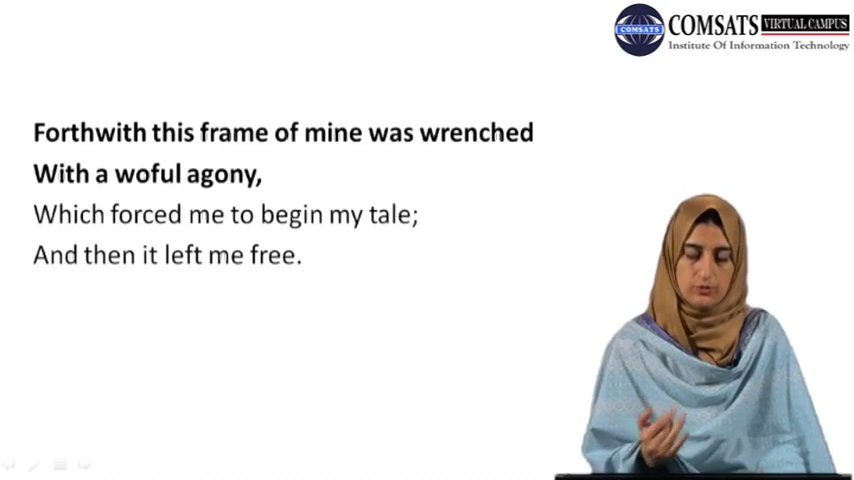 COMSATS VIRTUAL CAMPUS
Institute Of Information Technology
COMSATS
Forthwith this frame of mine was wrenched
With a woful agony,
Which forced me to begin my tale;
And then it left me free.